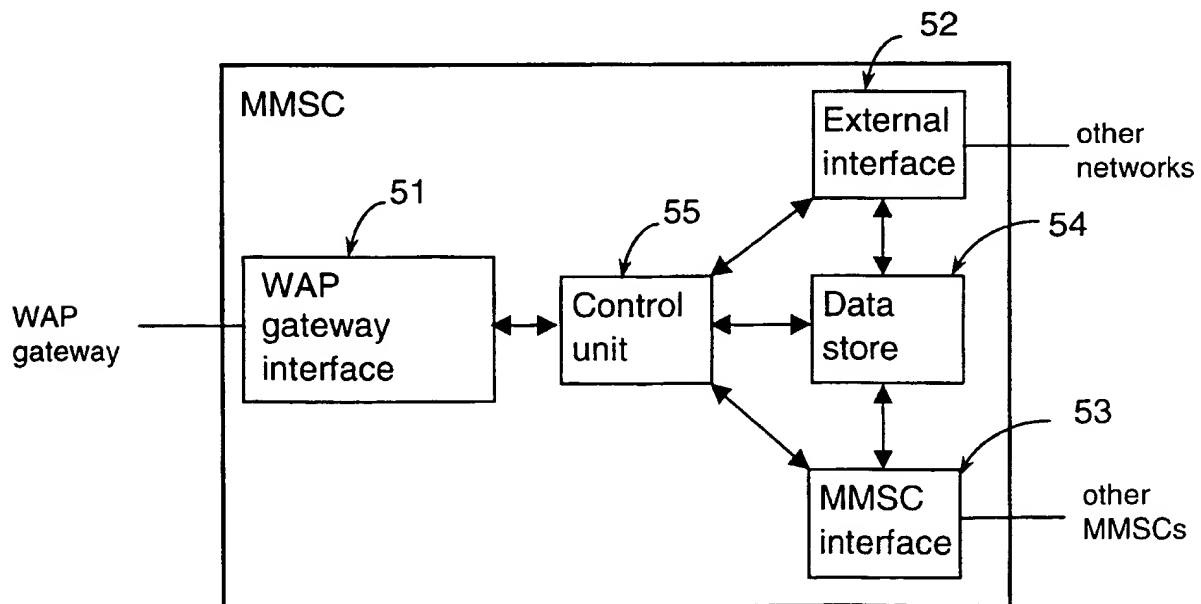 52
MMSC
External
interface
other
networks
51
55
54
WAP
gateway
interface
Control
unit
Data
store
WAP
gateway
53
MMSC
interface
other
MMSCs